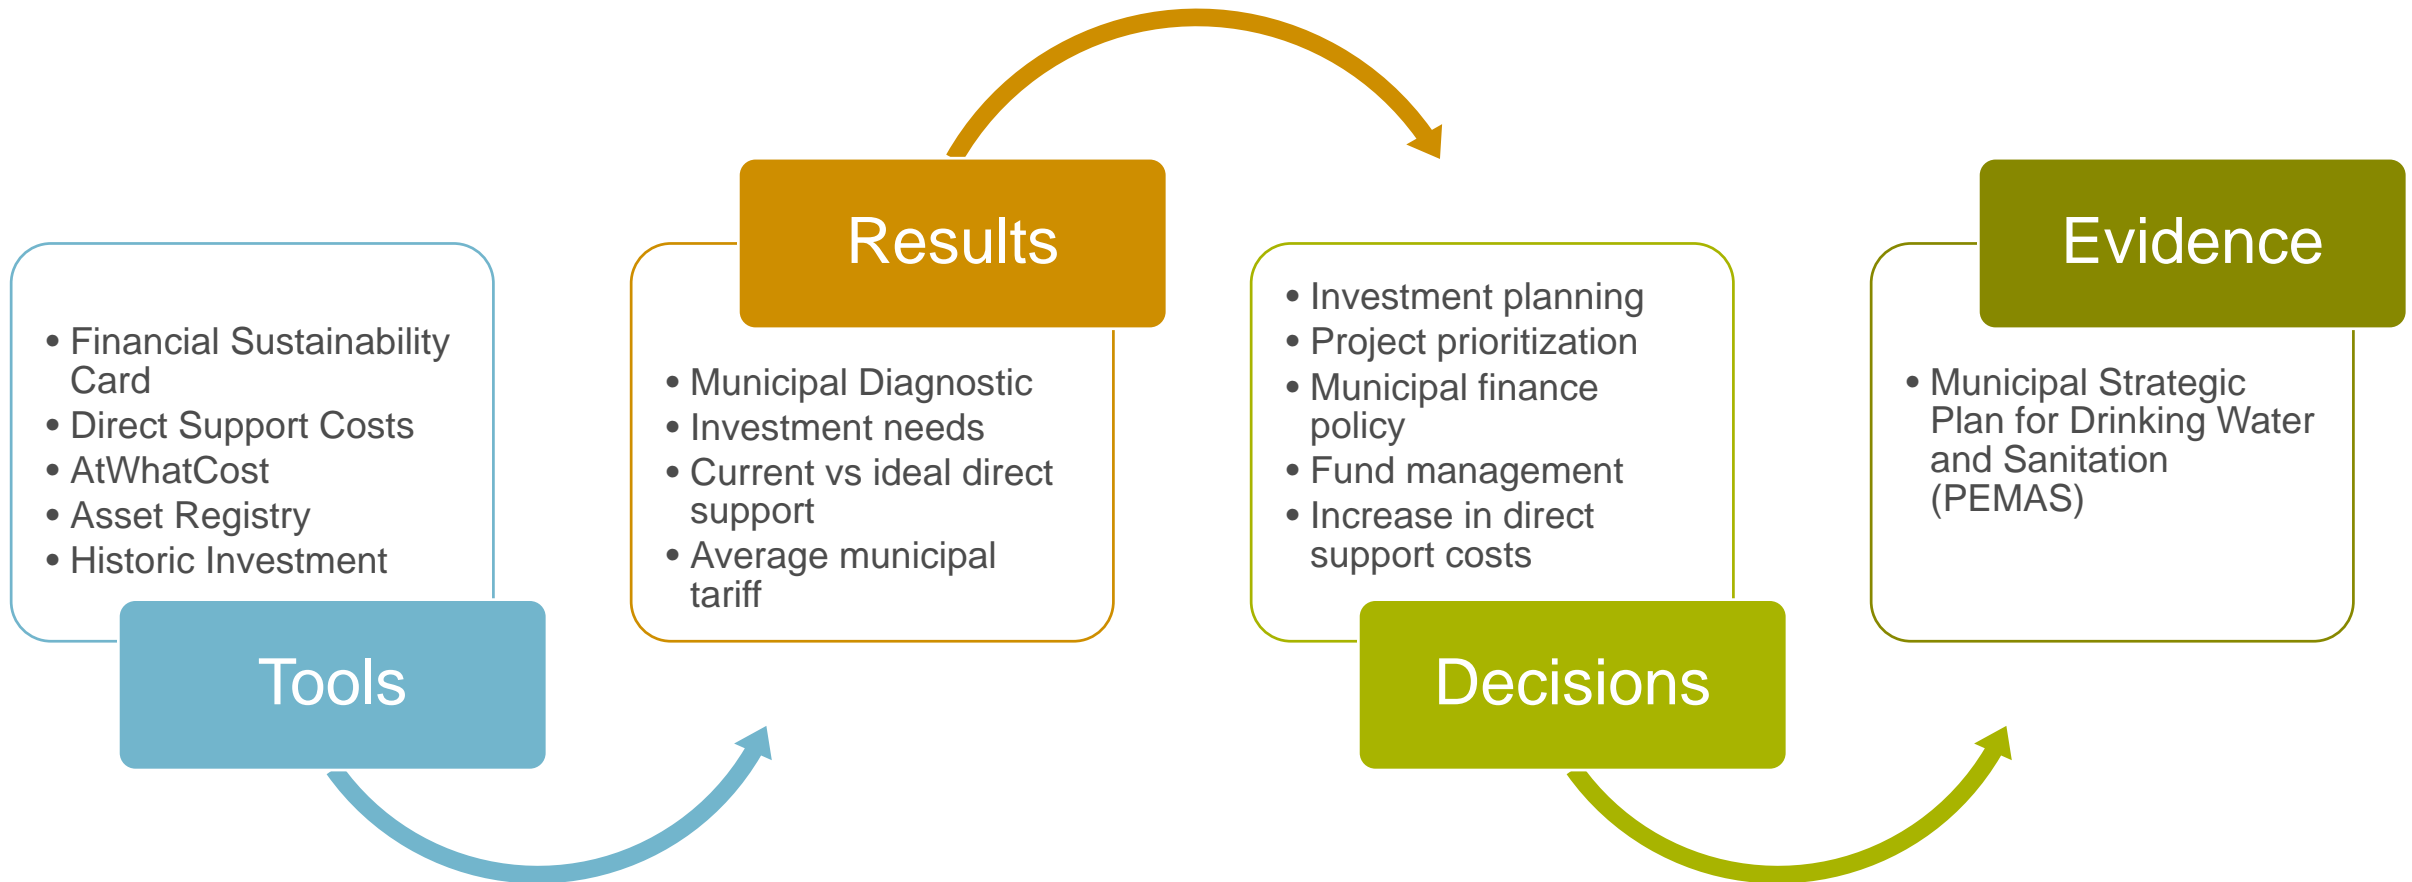 • Financial Sustainability
Card
• Direct Support Costs
• AtWhatCost
• Asset Registry
• Historic Investment
Tools
Results
• Municipal Diagnostic
• Investment needs
• Current vs ideal direct
support
• Average municipal
tariff
• Investment planning
• Project prioritization
• Municipal finance
policy
• Fund management
• Increase in direct
support costs
Decisions
Evidence
• Municipal Strategic
Plan for Drinking Water
and Sanitation
(PEMAS)